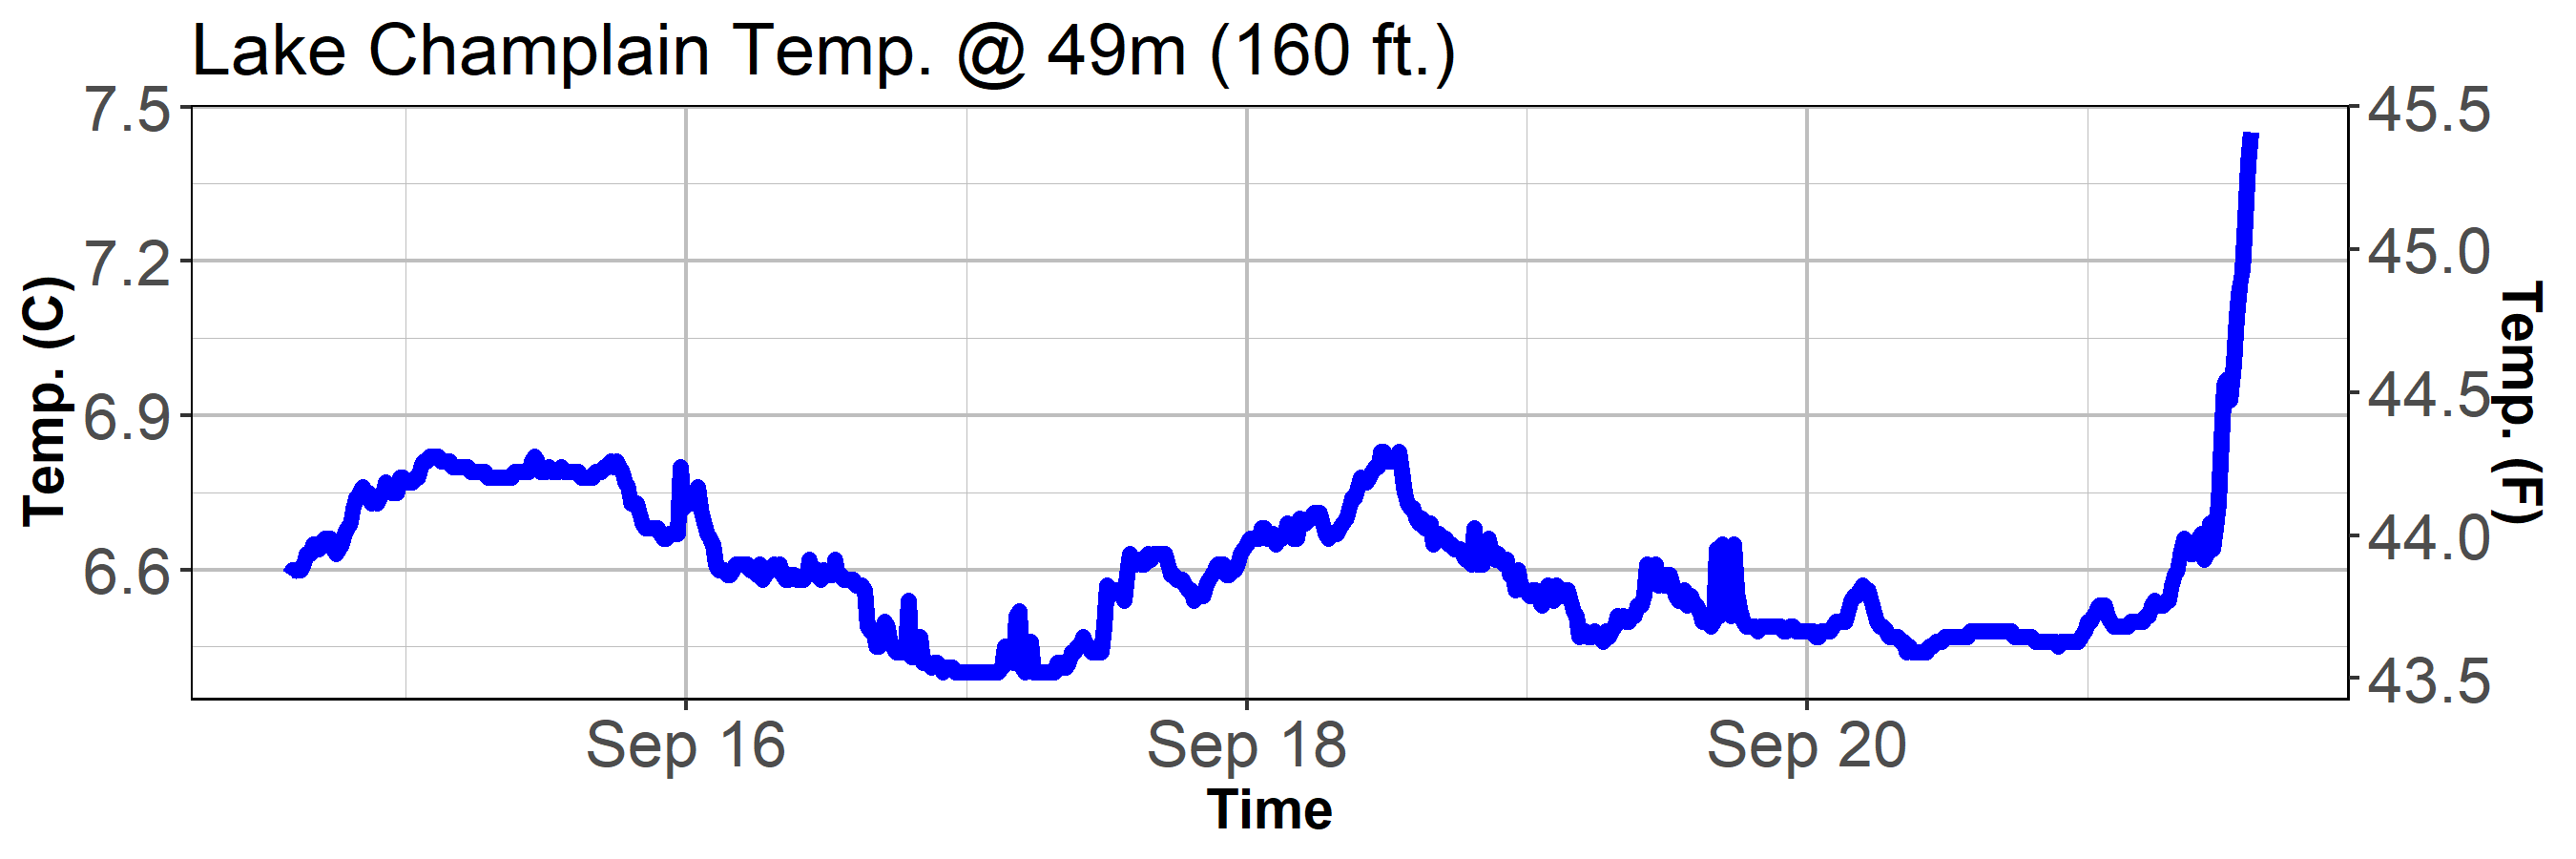 Lake Champlain Temp. @ 49m (160 ft.)
7.5
7.2
6.9
6.6
Temp. (C)
45.5
45.0
44.5
44.0
43.5
Temp. (F)
Sep 16
Sep 18
Sep 20
Time